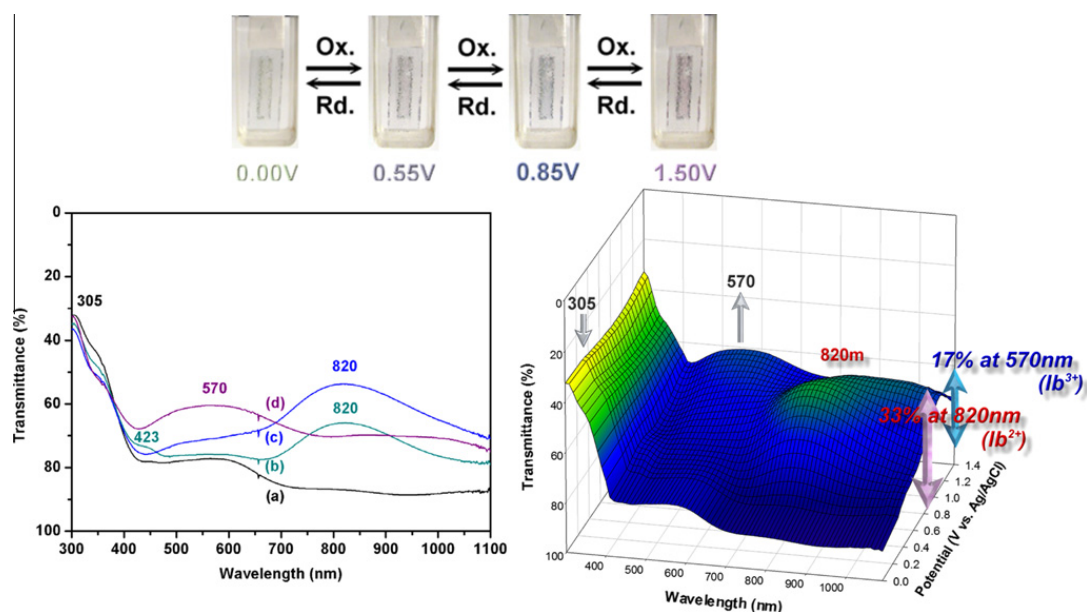 Ox. Ox. Ox.
Rd. Rd. Rd.
0.00V 0.55V 0.85V 1.50V
0
20
40
60
80
100
Transmittance (%)
305
423
570
820
820
(d)
(c)
(b)
(a)
300 400 500 600 700 800 900 1000 1100
Wavelength (nm)
0
20
40
60
80
100
Transmittance (%)
305
570
820m
17% at 570nm
(Ib3+)
33% at 820nm
(Ib2+)
400 500 600 700 800 900 1000
Wavelength (nm)
0.0 0.2 0.4 0.6 0.8 1.0 1.2 1.4
Potential (V vs. Ag/AgCl)